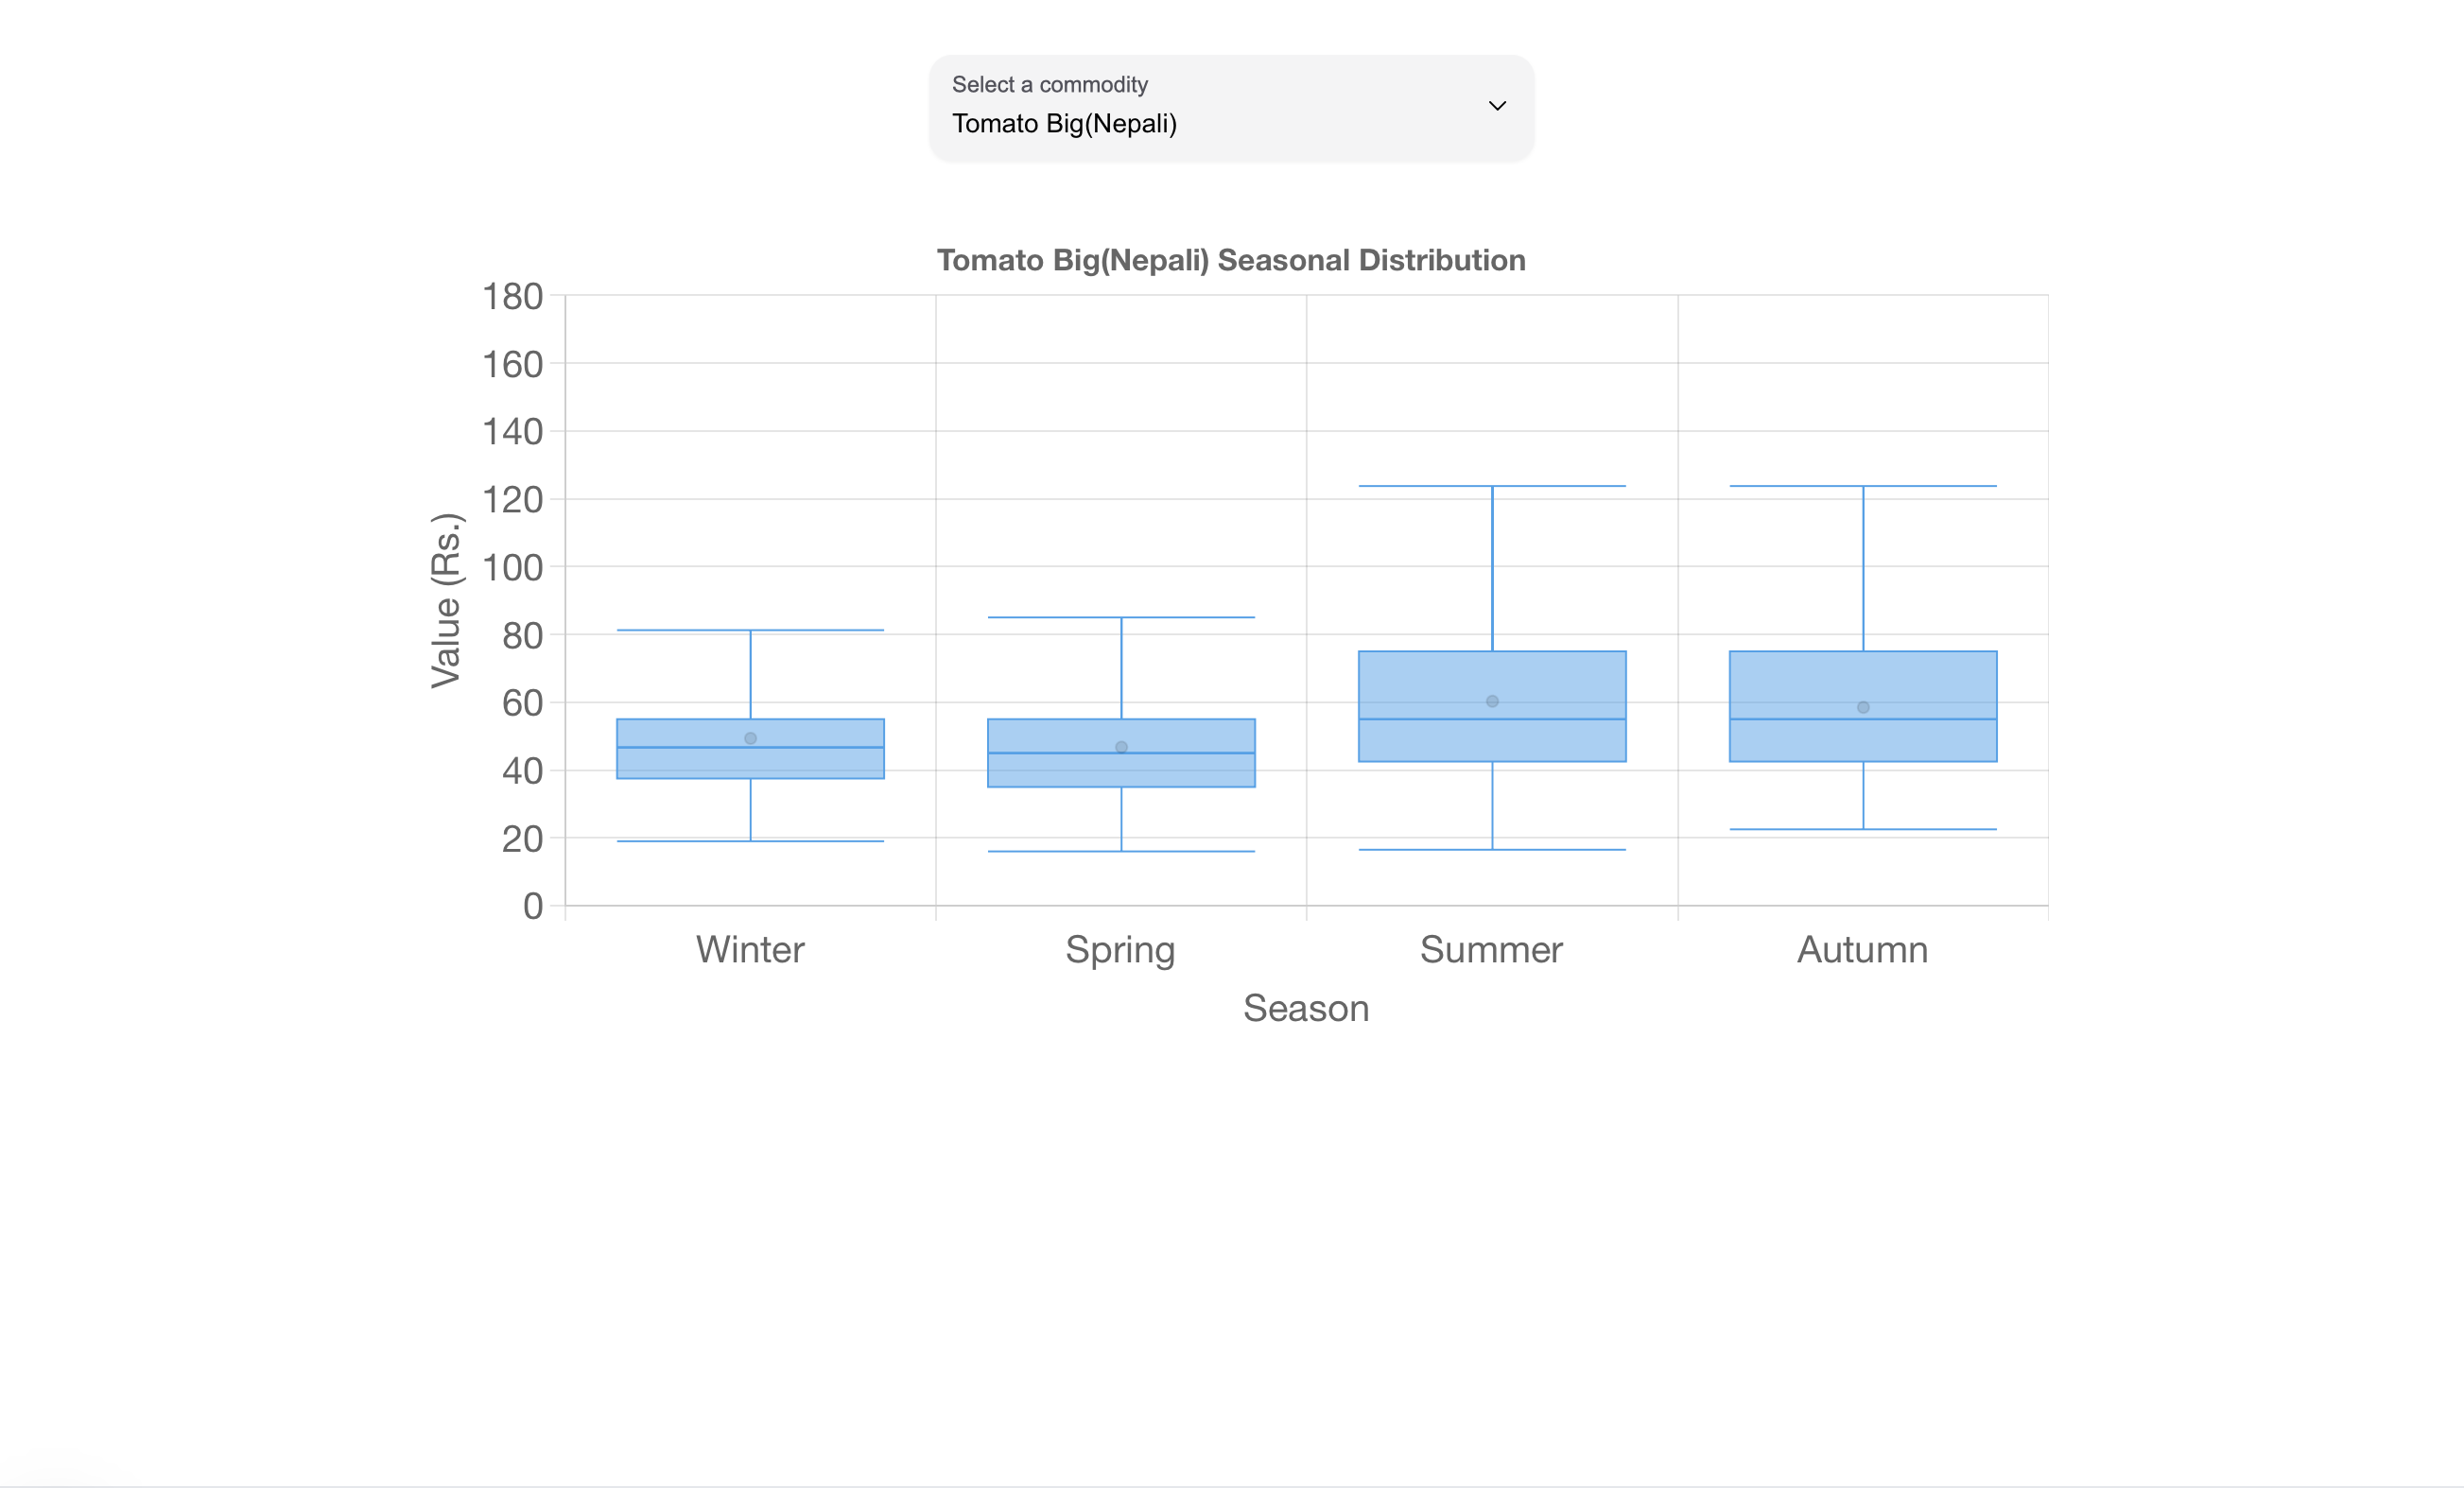 Select a commodity
Tomato Big(Nepali)
Tomato Big(Nepali) Seasonal Distribution
180
160
140
120
100
80
60
40
20
0
Value (Rs.)
Winter Spring Summer Autumn
Season